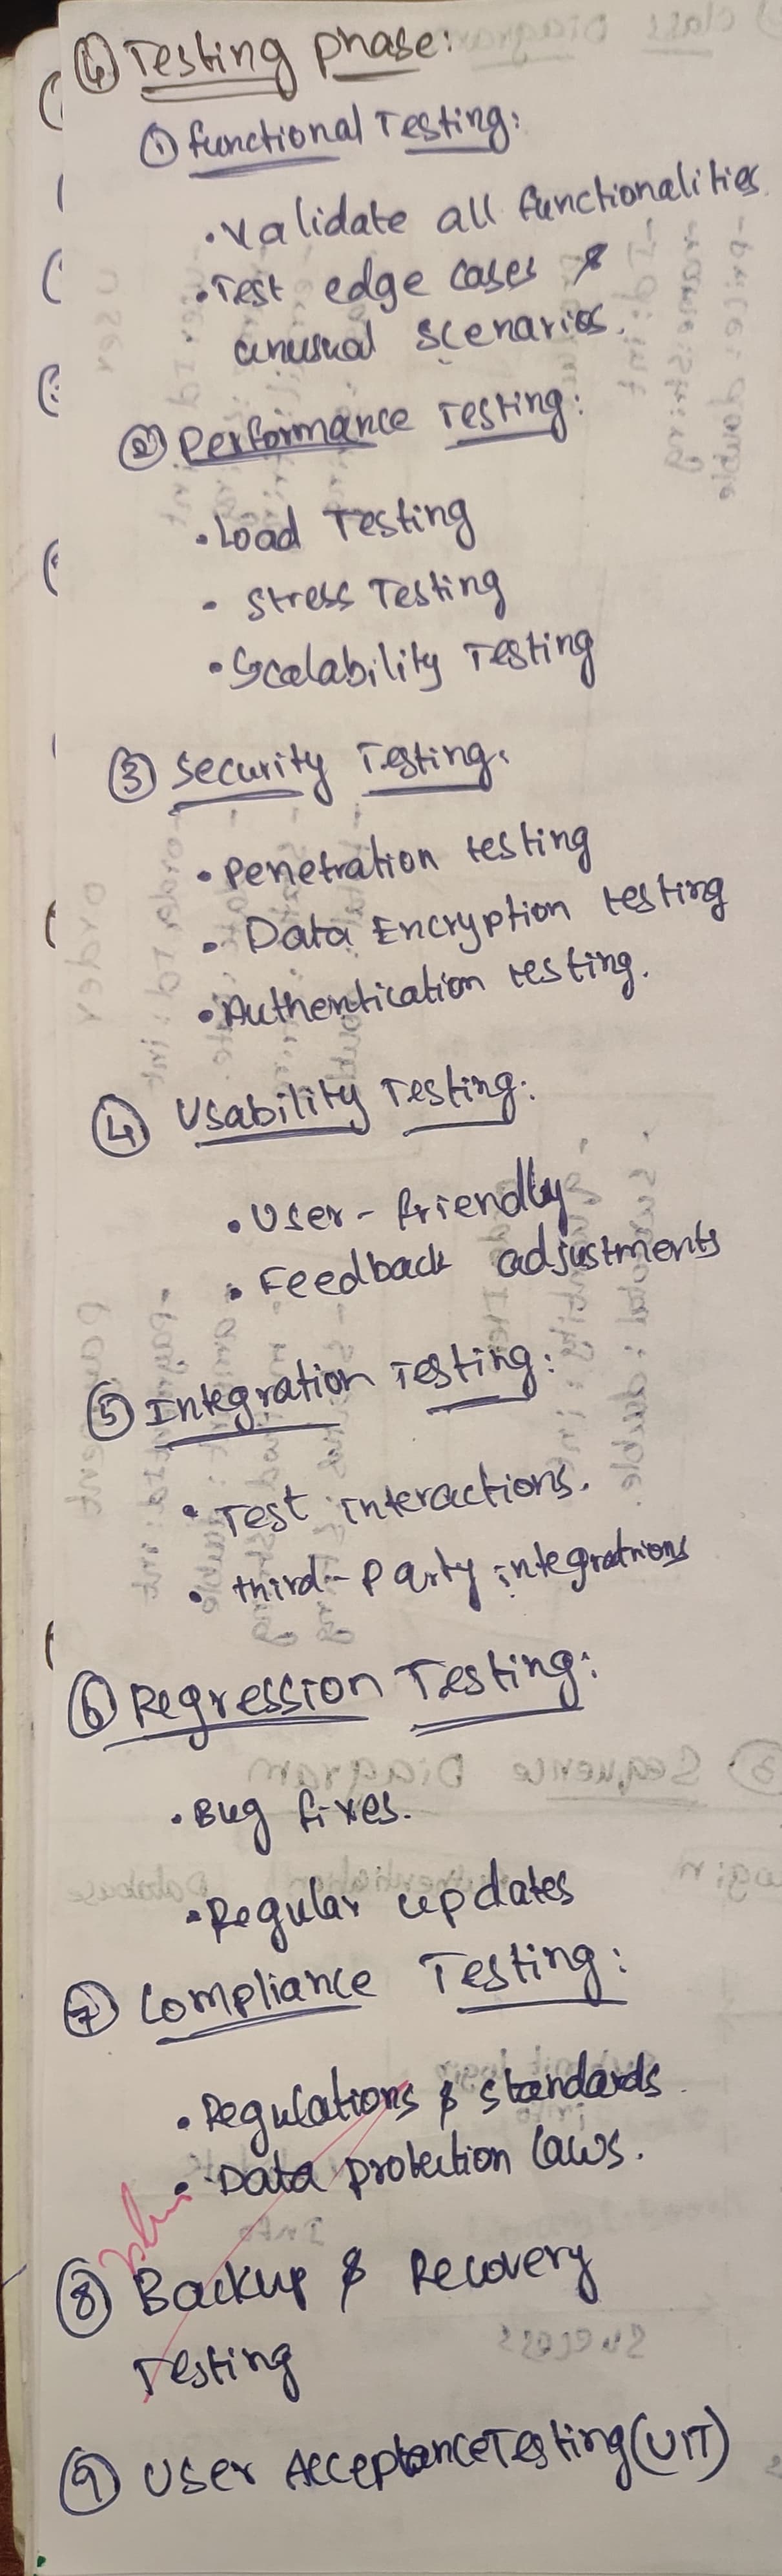 ④ Testing phase:
① functional Testing:
• Validate all functionalities
• Test edge cases &
unusual scenarios.
② Performance Testing:
• Load Testing
• Stress Testing
• Scalability Testing
③ Security Testing:
• Penetration testing
• Data Encryption testing
• Authentication testing.
④ Usability Testing:
• User-friendly
• Feedback adjustments
⑤ Integration Testing:
• Test interactions.
• third-party integrations
⑥ Regression Testing:
• Bug fixes.
• Regular updates
⑦ Compliance Testing:
• Regulations & standards
• Data protection laws.
⑧ Backup & Recovery
Testing
⑨ User Acceptance Testing (UIT)